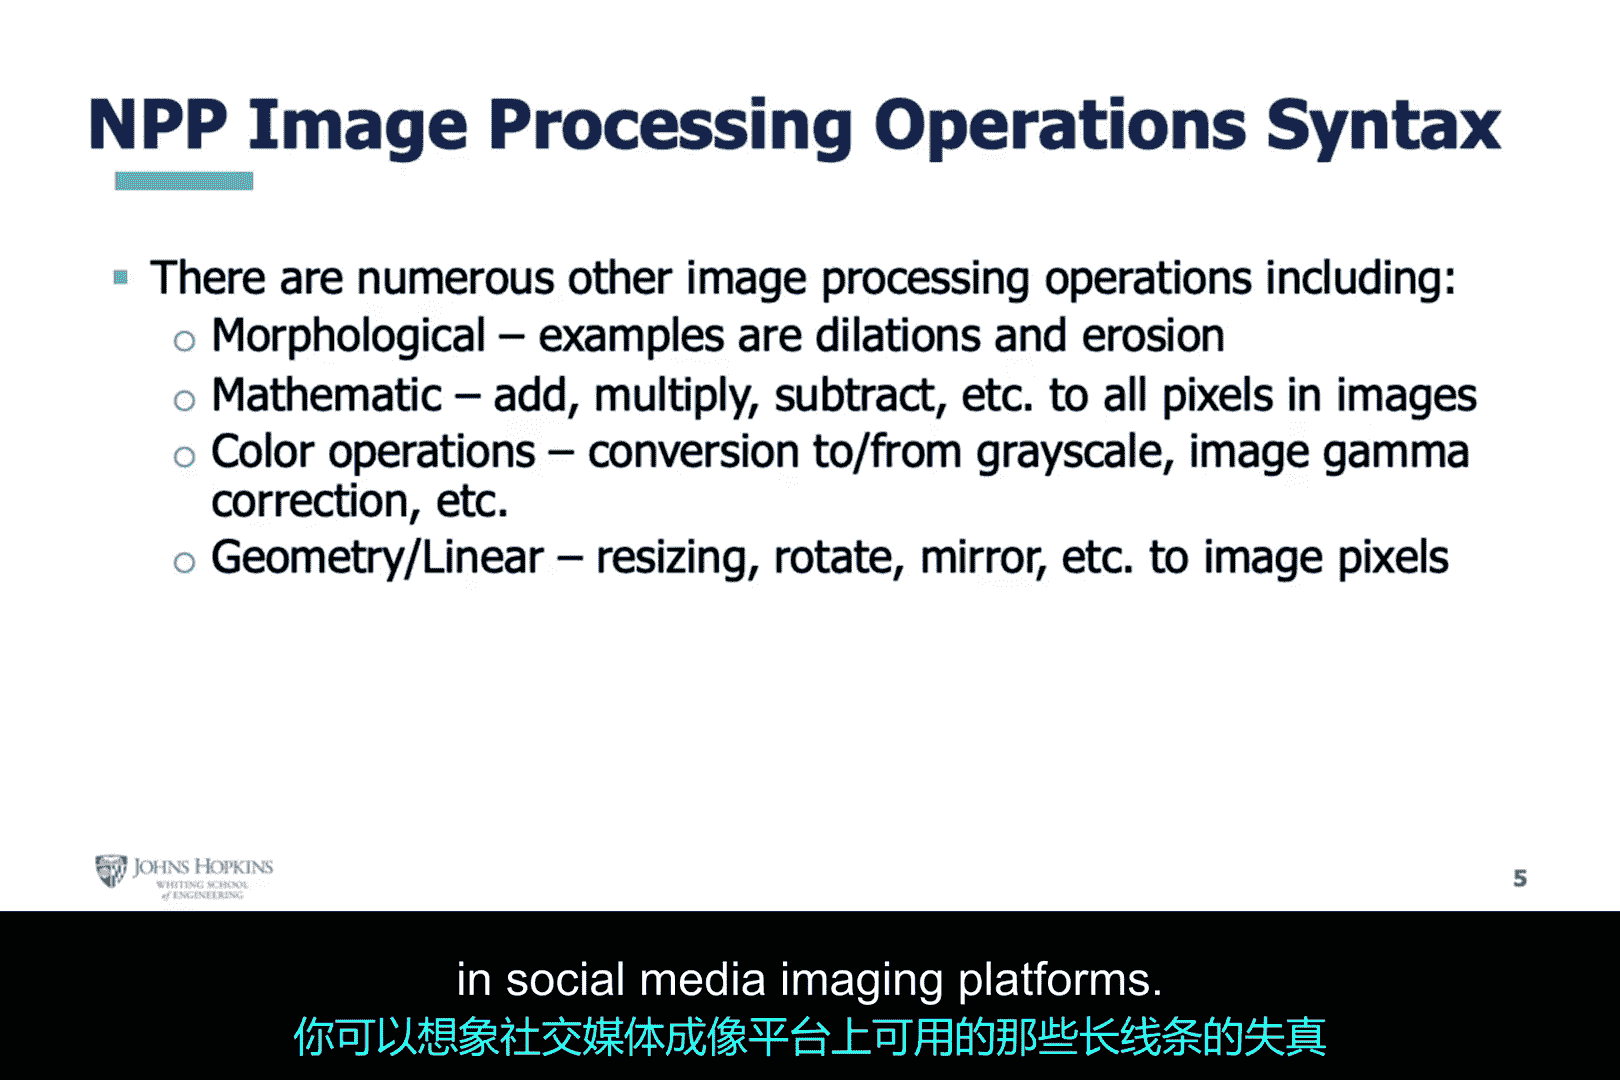 NPP Image Processing Operations Syntax
There are numerous other image processing operations including:
Morphological – examples are dilations and erosion
Mathematic – add, multiply, subtract, etc. to all pixels in images
Color operations – conversion to/from grayscale, image gamma
correction, etc.
Geometry/Linear – resizing, rotate, mirror, etc. to image pixels
JOHNS HOPKINS
WHITING SCHOOL
of ENGINEERING
5
in social media imaging platforms.
你可以想象社交媒体成像平台上可用的那些长线条的失真